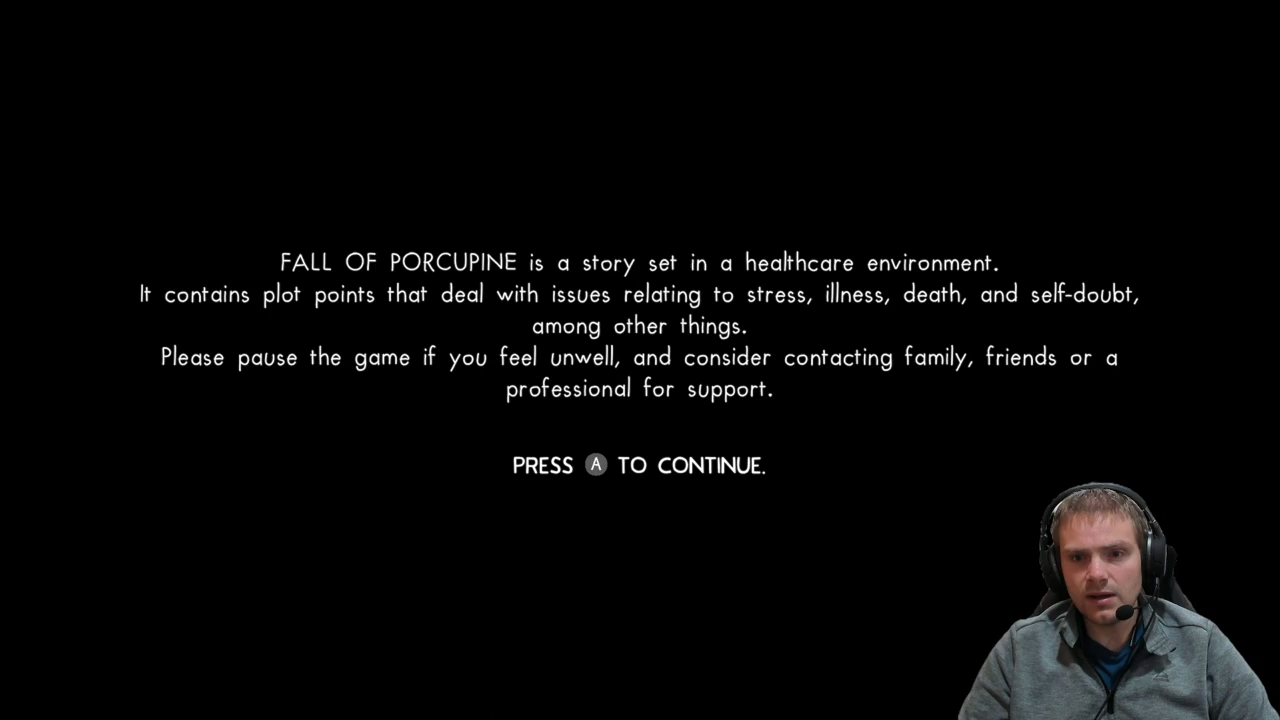 FALL OF PORCUPINE is a story set in a healthcare environment.
It contains plot points that deal with issues relating to stress, illness, death, and self-doubt,
among other things.
Please pause the game if you feel unwell, and consider contacting family, friends or a
professional for support.
PRESS A TO CONTINUE.